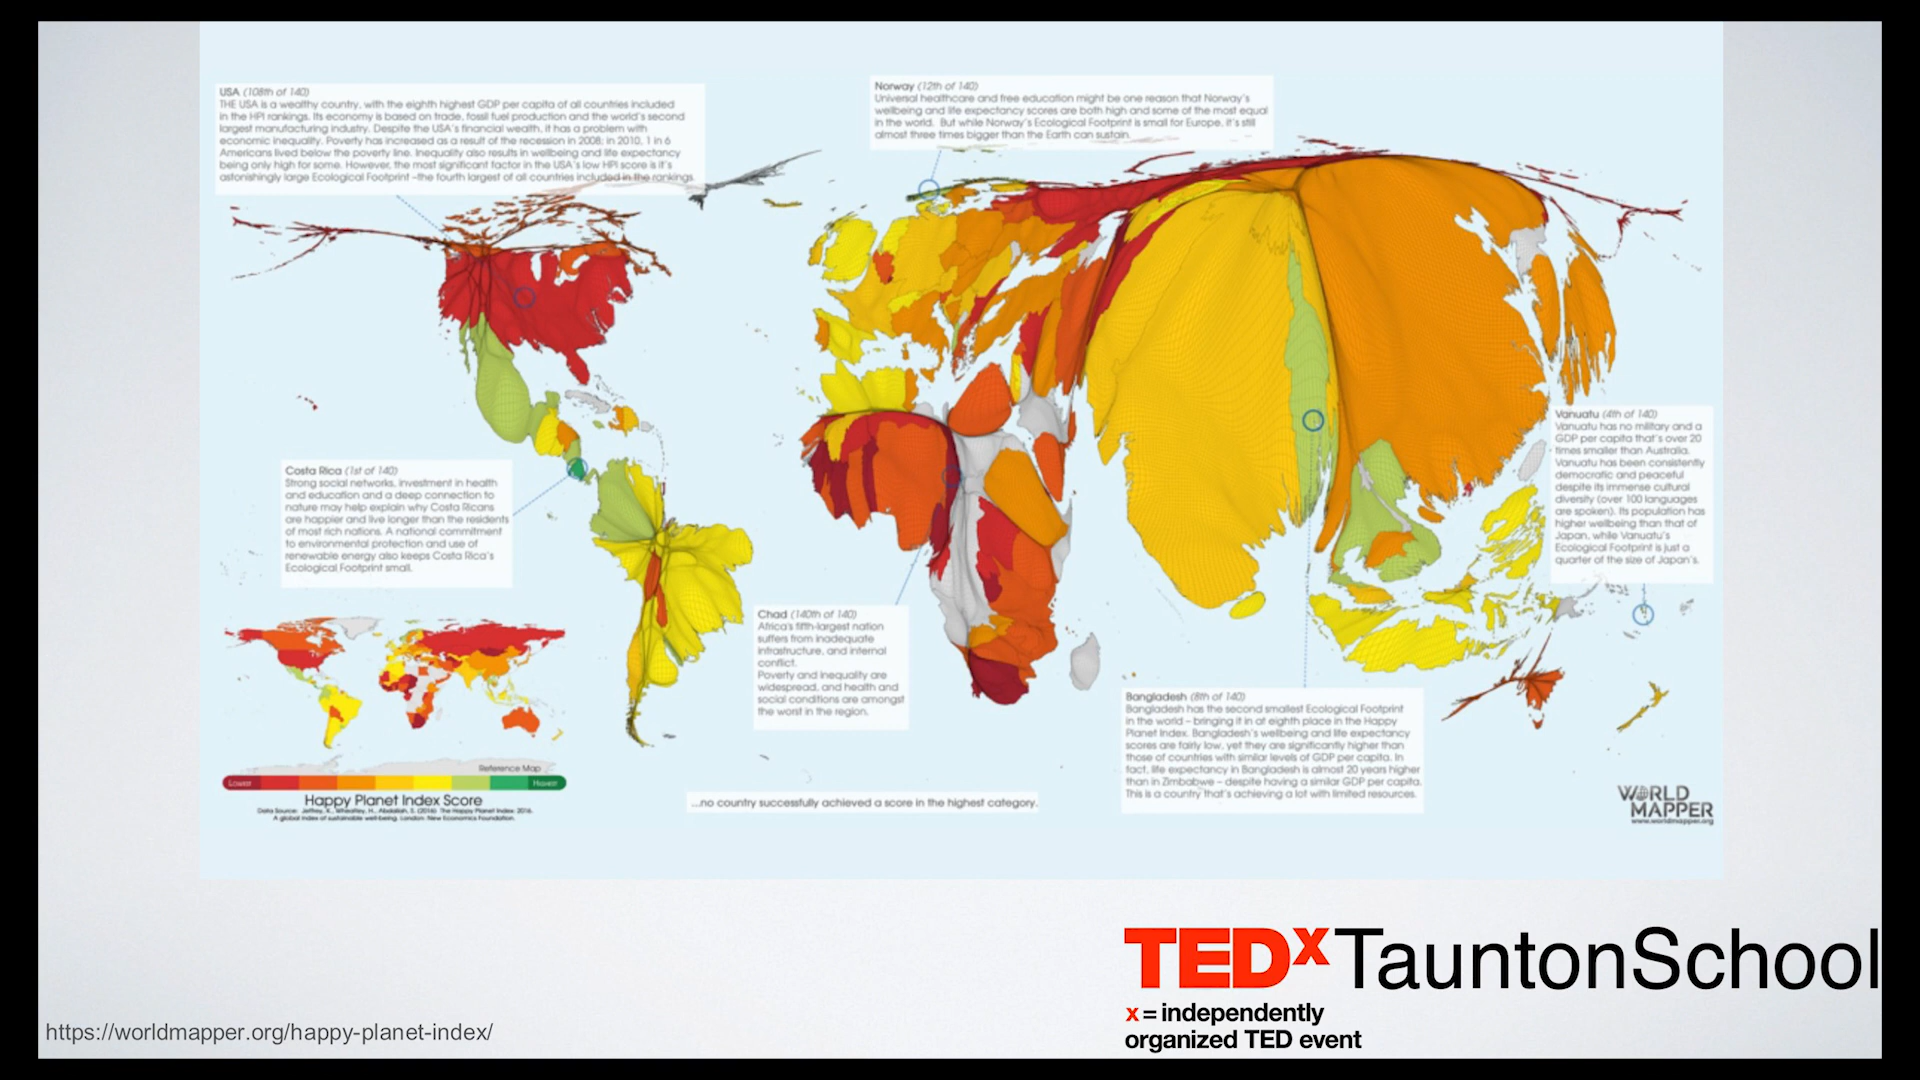 USA (108th of 140)
THE USA is a wealthy country, with the eighth highest GDP per capita of all countries included
in the HPI rankings. Its economy is based on trade, fossil fuel production and the world's second
largest manufacturing industry. Despite the USA's financial wealth, it has a problem with
economic inequality. Poverty has increased as a result of the recession in 2008; in 2010, 1 in 6
Americans lived below the poverty line. Inequality also results in wellbeing and life expectancy
being only high for some. However, the most significant factor in the USA's low HPI score is it's
astonishingly large Ecological Footprint –the fourth largest of all countries included in the rankings.
Norway (12th of 140)
Universal healthcare and free education might be one reason that Norway's
wellbeing and life expectancy scores are both high and some of the most equal
in the world. But while Norway's Ecological Footprint is small for Europe, it's still
almost three times bigger than the Earth can sustain.
Costa Rica (1st of 140)
Strong social networks, investment in health
and education and a deep connection to
nature may help explain why Costa Ricans
are happier and live longer than the residents
of most rich nations. A national commitment
to environmental protection and use of
renewable energy also keeps Costa Rica's
Ecological Footprint small.
Vanuatu (4th of 140)
Vanuatu has no military and a
GDP per capita that's over 20
times smaller than Australia.
Vanuatu has been consistently
democratic and peaceful
despite its immense cultural
diversity (over 100 languages
are spoken). Its population has
higher wellbeing than that of
Japan, while Vanuatu's
Ecological Footprint is just a
quarter of the size of Japan's.
Chad (140th of 140)
Africa's fifth-largest nation
suffers from inadequate
infrastructure, and internal
conflict.
Poverty and inequality are
widespread, and health and
social conditions are amongst
the worst in the region.
Bangladesh (8th of 140)
Bangladesh has the second smallest Ecological Footprint
in the world – bringing it in at eighth place in the Happy
Planet Index. Bangladesh's wellbeing and life expectancy
scores are fairly low, yet they are significantly higher than
those of countries with similar levels of GDP per capita. In
fact, life expectancy in Bangladesh is almost 20 years higher
than in Zimbabwe – despite having a similar GDP per capita.
This is a country that's achieving a lot with limited resources.
Reference Map
Lower
Higher
Happy Planet Index Score
Data Source: Jeffrey, K., Wheatley, H., Abdallah, S. (2016) The Happy Planet Index: 2016.
A global index of sustainable well-being. London: New Economics Foundation.
...no country successfully achieved a score in the highest category.
WORLD
MAPPER
www.worldmapper.org
TEDxTauntonSchool
x = independently
organized TED event
https://worldmapper.org/happy-planet-index/